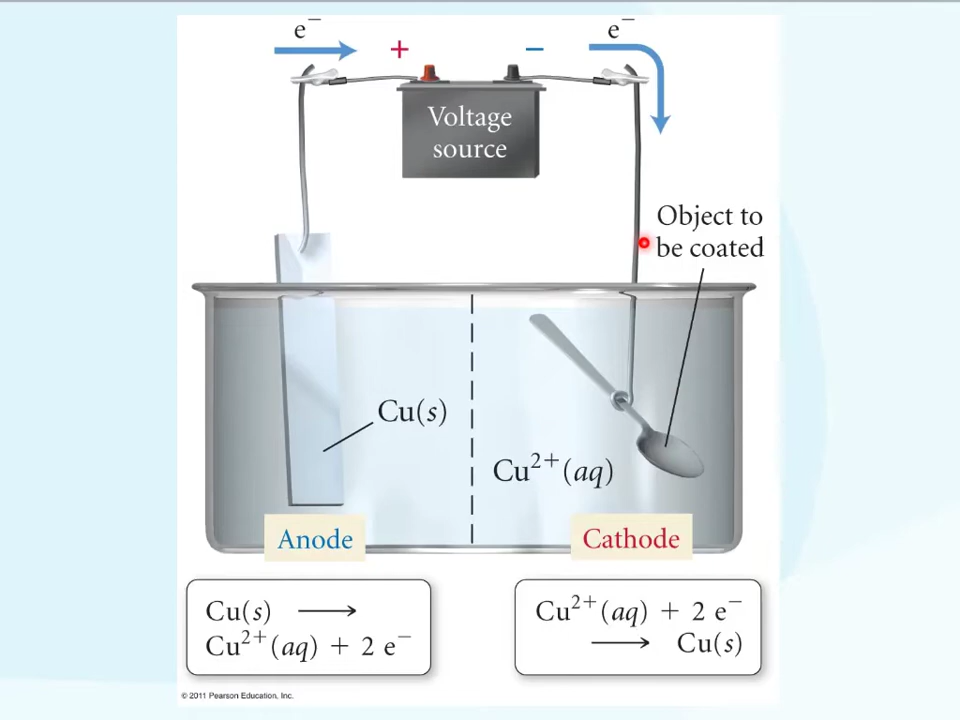 e⁻
e⁻
+
−
Voltage
source
Object to
be coated
Cu(s)
Cu²⁺(aq)
Anode
Cathode
Cu(s) ⟶
Cu²⁺(aq) + 2 e⁻
Cu²⁺(aq) + 2 e⁻
⟶ Cu(s)
© 2011 Pearson Education, Inc.